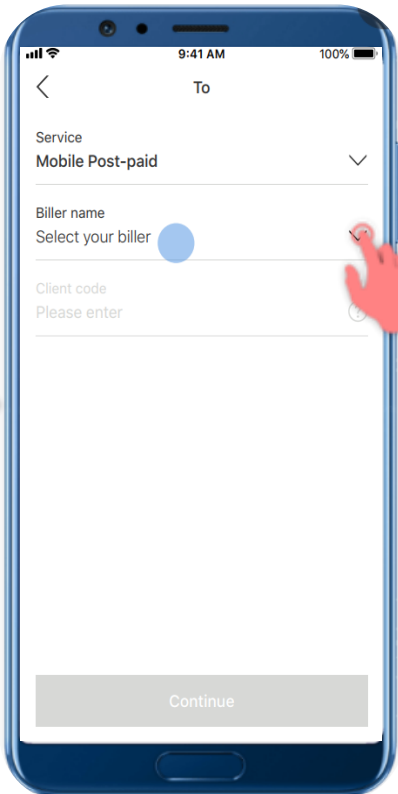 9:41 AM
100%
To
Service
Mobile Post-paid
Biller name
Select your biller
Client code
Please enter
?
Continue